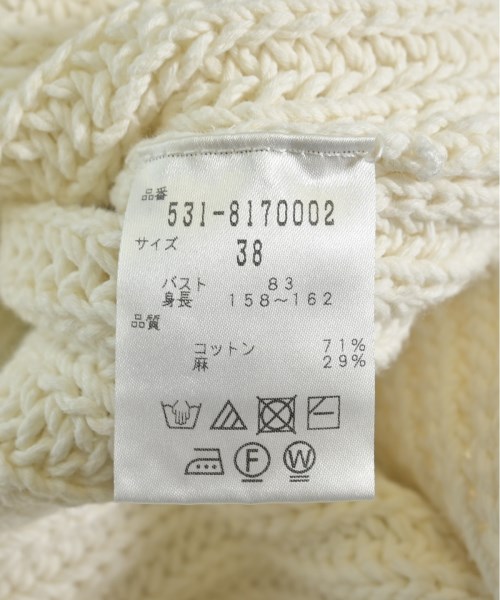 品番
531-8170002
サイズ
38
バスト 83
身長 158～162
品質
コットン 71%
麻 29%
F W